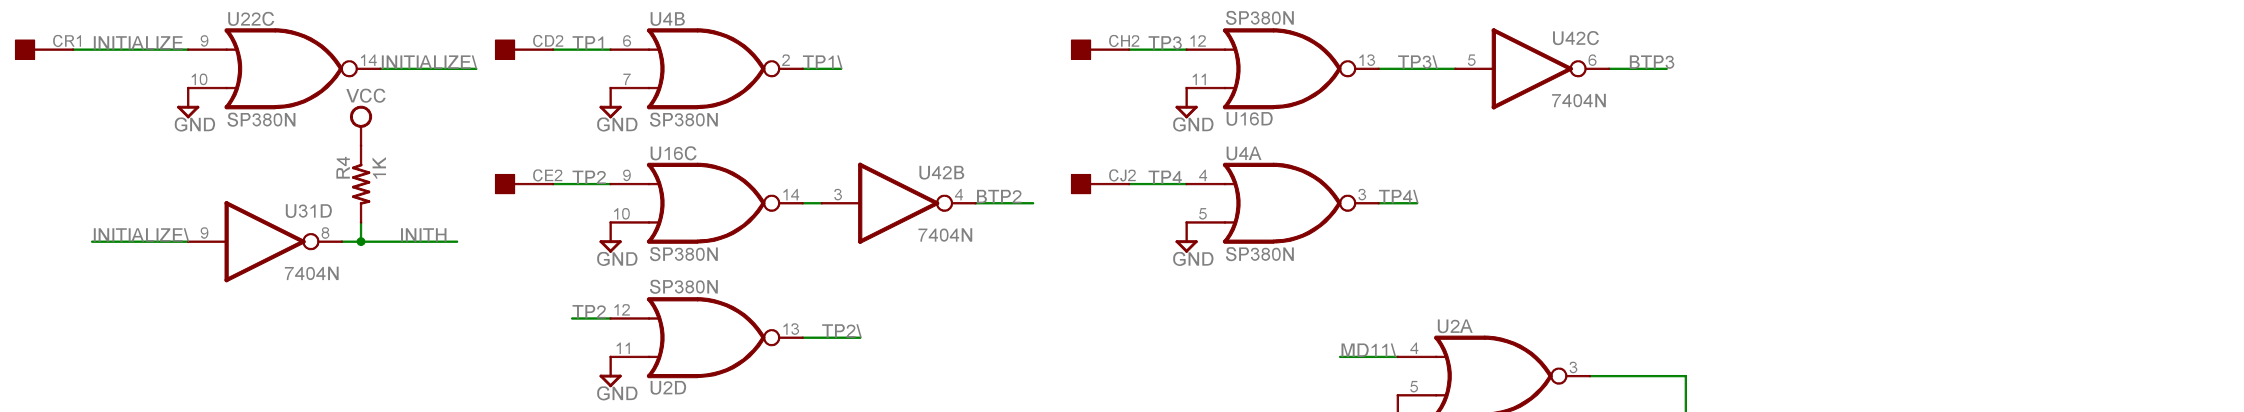 U22C
CR1 INITIALIZE 9
14 INITIALIZE\
10
GND
SP380N
VCC
R4
1K
U31D
INITIALIZE\ 9
8 INITH
7404N
U4B
CD2 TP1 6
2 TP1\
7
GND
SP380N
U16C
CE2 TP2 9
14
10
GND
SP380N
3
U42B
4 BTP2
7404N
SP380N
TP2 12
13 TP2\
11
GND
U2D
SP380N
CH2 TP3 12
13 TP3\
11
GND
U16D
5
U42C
6 BTP3
7404N
U4A
CJ2 TP4 4
3 TP4\
5
GND
SP380N
U2A
MD11\ 4
3
5